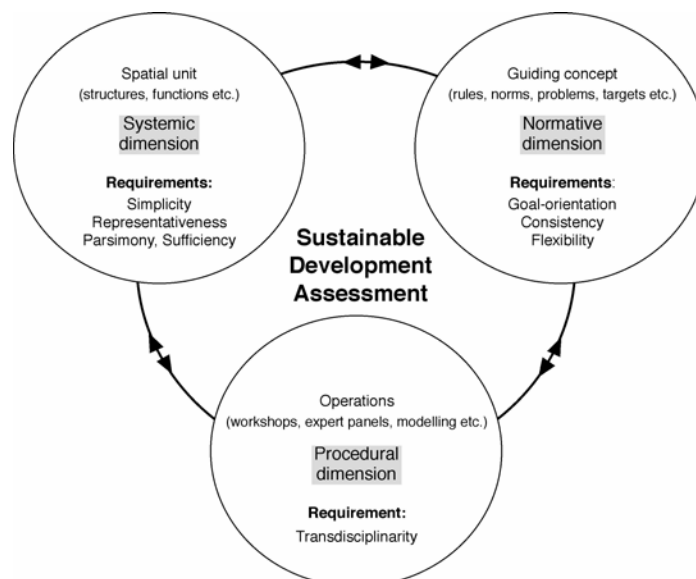 Spatial unit
(structures, functions etc.)
Systemic
dimension
Requirements:
Simplicity
Representativeness
Parsimony, Sufficiency
Guiding concept
(rules, norms, problems, targets etc.)
Normative
dimension
Requirements:
Goal-orientation
Consistency
Flexibility
Sustainable
Development
Assessment
Operations
(workshops, expert panels, modelling etc.)
Procedural
dimension
Requirement:
Transdisciplinarity